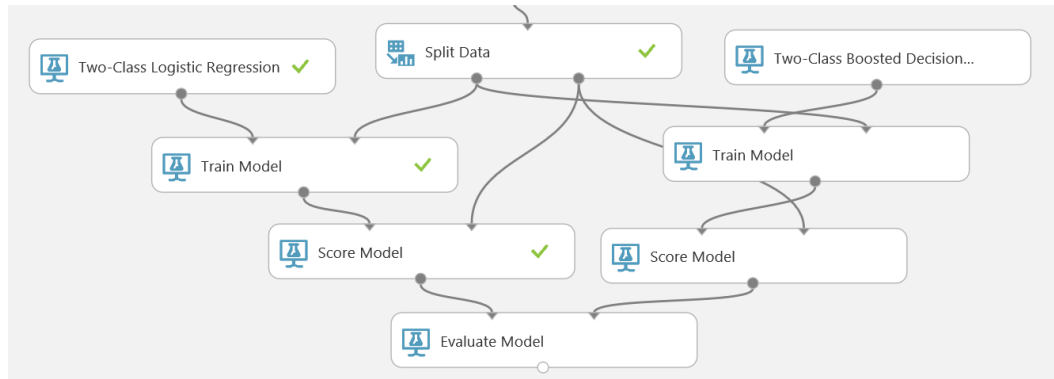 Split Data
Two-Class Logistic Regression
Two-Class Boosted Decision...
Train Model
Train Model
Score Model
Score Model
Evaluate Model